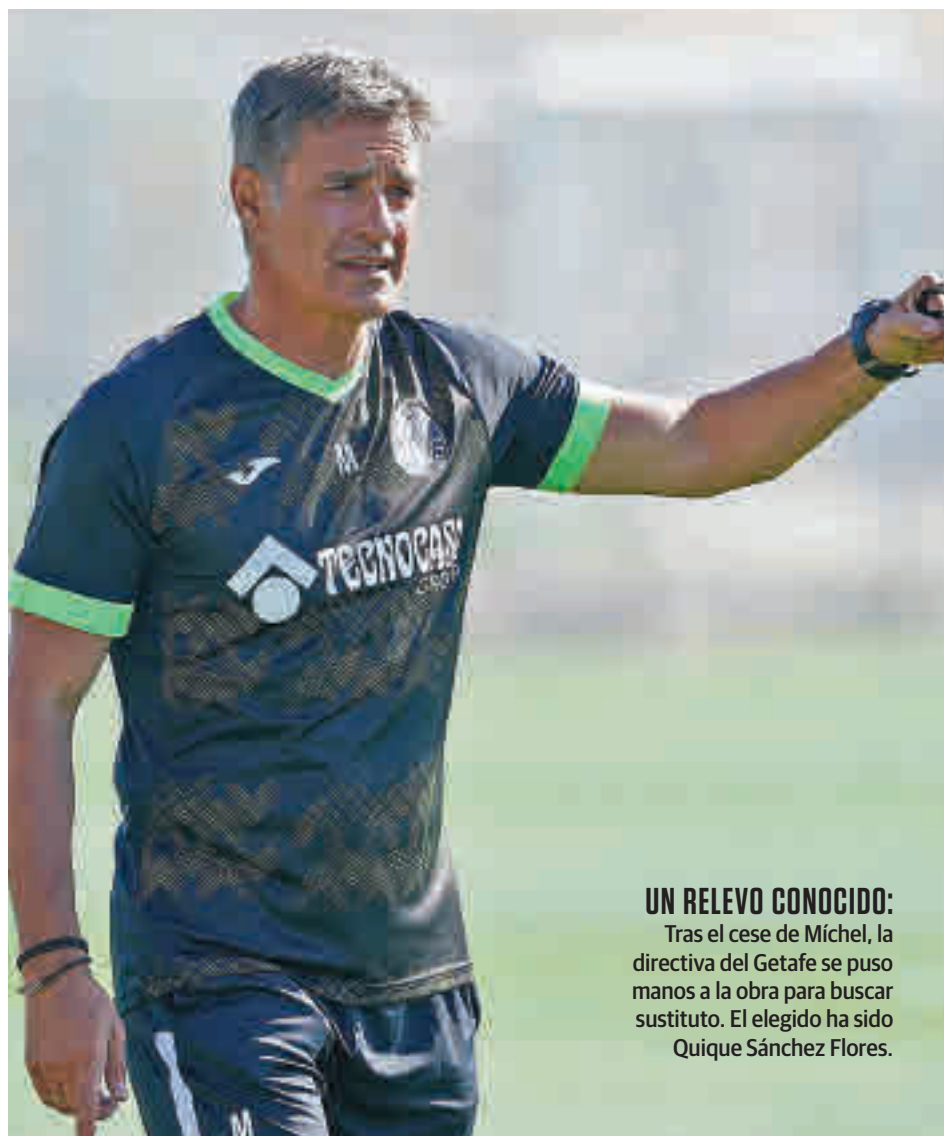 M
TECNOCASA
UN RELEVO CONOCIDO:
Tras el cese de Míchel, la
directiva del Getafe se puso
manos a la obra para buscar
sustituto. El elegido ha sido
Quique Sánchez Flores.
M